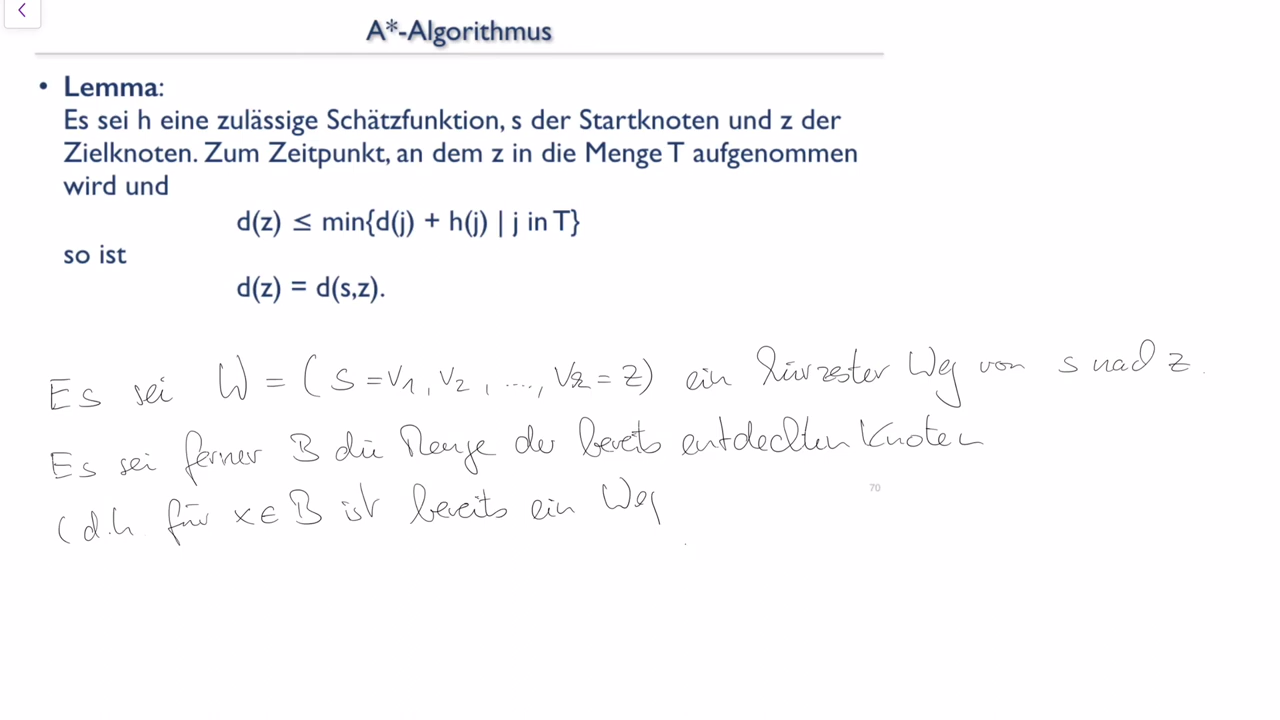 A*-Algorithmus
• Lemma:
Es sei h eine zulässige Schätzfunktion, s der Startknoten und z der
Zielknoten. Zum Zeitpunkt, an dem z in die Menge T aufgenommen
wird und
d(z) ≤ min{d(j) + h(j) | j in T}
so ist
d(z) = d(s,z).
Es sei W = ( s = v₁, v₂, ...., vₖ = z) ein kürzester Weg von s nach z.
Es sei ferner B die Menge der bereits entdeckten Knoten
(d.h. für x ∈ B ist bereits ein Weg
70